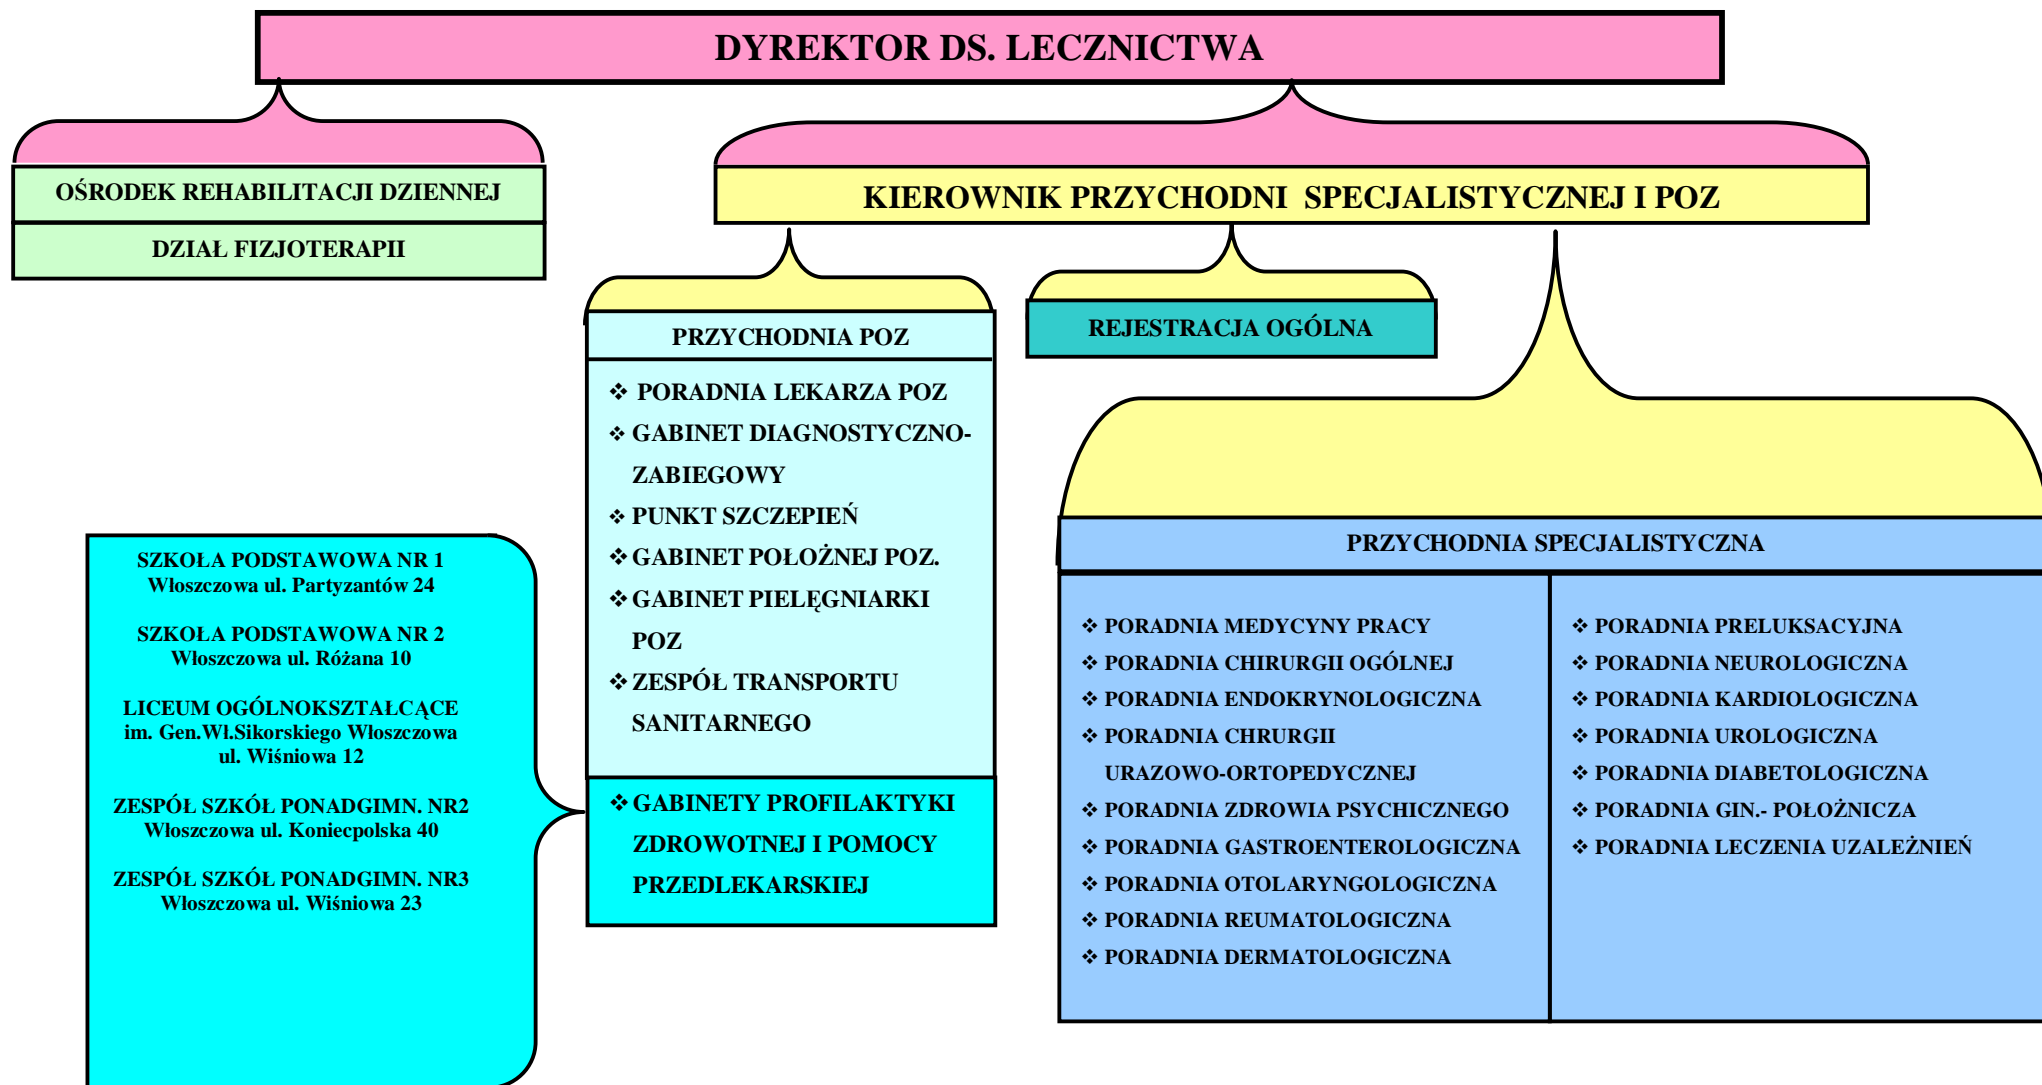 DYREKTOR DS. LECZNICTWA
OŚRODEK REHABILITACJI DZIENNEJ
DZIAŁ FIZJOTERAPII
KIEROWNIK PRZYCHODNI SPECJALISTYCZNEJ I POZ
PRZYCHODNIA POZ
❖ PORADNIA LEKARZA POZ
❖ GABINET DIAGNOSTYCZNO-
ZABIEGOWY
❖ PUNKT SZCZEPIEŃ
❖ GABINET POŁOŻNEJ POZ.
❖ GABINET PIELĘGNIARKI
POZ
❖ ZESPÓŁ TRANSPORTU
SANITARNEGO
❖ GABINETY PROFILAKTYKI
ZDROWOTNEJ I POMOCY
PRZEDLEKARSKIEJ
SZKOŁA PODSTAWOWA NR 1
Włoszczowa ul. Partyzantów 24
SZKOŁA PODSTAWOWA NR 2
Włoszczowa ul. Różana 10
LICEUM OGÓLNOKSZTAŁCĄCE
im. Gen.Wł.Sikorskiego Włoszczowa
ul. Wiśniowa 12
ZESPÓŁ SZKÓŁ PONADGIMN. NR2
Włoszczowa ul. Koniecpolska 40
ZESPÓŁ SZKÓŁ PONADGIMN. NR3
Włoszczowa ul. Wiśniowa 23
REJESTRACJA OGÓLNA
PRZYCHODNIA SPECJALISTYCZNA
❖ PORADNIA MEDYCYNY PRACY
❖ PORADNIA CHIRURGII OGÓLNEJ
❖ PORADNIA ENDOKRYNOLOGICZNA
❖ PORADNIA CHRURGII
URAZOWO-ORTOPEDYCZNEJ
❖ PORADNIA ZDROWIA PSYCHICZNEGO
❖ PORADNIA GASTROENTEROLOGICZNA
❖ PORADNIA OTOLARYNGOLOGICZNA
❖ PORADNIA REUMATOLOGICZNA
❖ PORADNIA DERMATOLOGICZNA
❖ PORADNIA PRELUKSACYJNA
❖ PORADNIA NEUROLOGICZNA
❖ PORADNIA KARDIOLOGICZNA
❖ PORADNIA UROLOGICZNA
❖ PORADNIA DIABETOLOGICZNA
❖ PORADNIA GIN.- POŁOŻNICZA
❖ PORADNIA LECZENIA UZALEŻNIEŃ